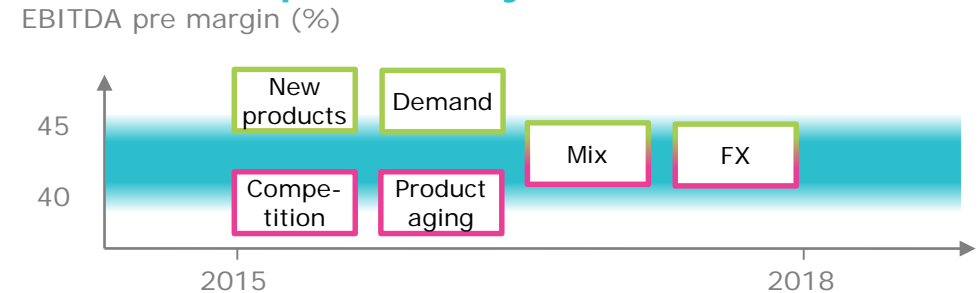 EBITDA pre margin (%)
New
products
Demand
45
Mix
FX
Compe-
tition
Product
aging
40
2015
2018